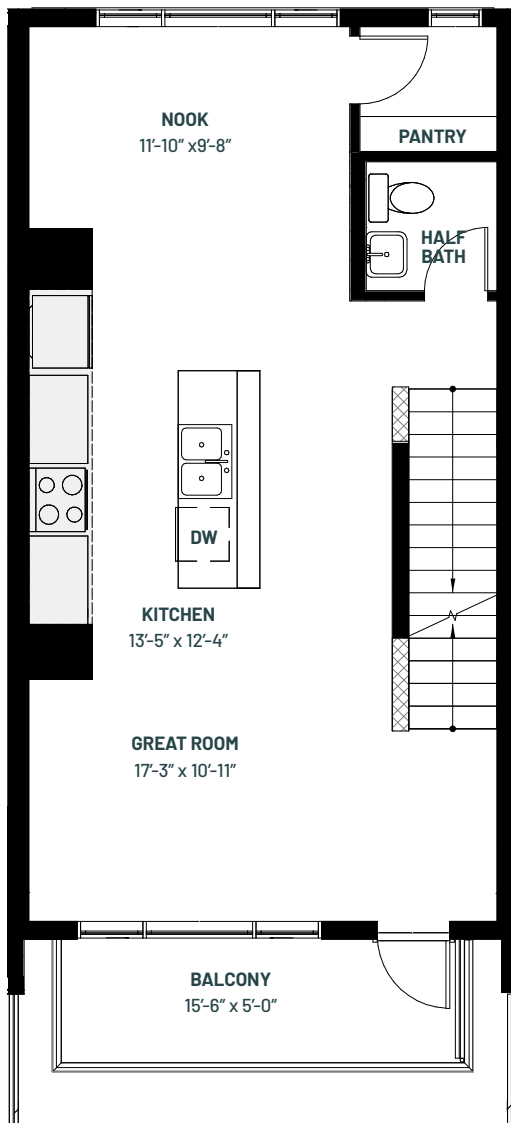 NOOK
11'-10" x9'-8"
PANTRY
HALF
BATH
DW
KITCHEN
13'-5" x 12'-4"
GREAT ROOM
17'-3" x 10'-11"
BALCONY
15'-6" x 5'-0"